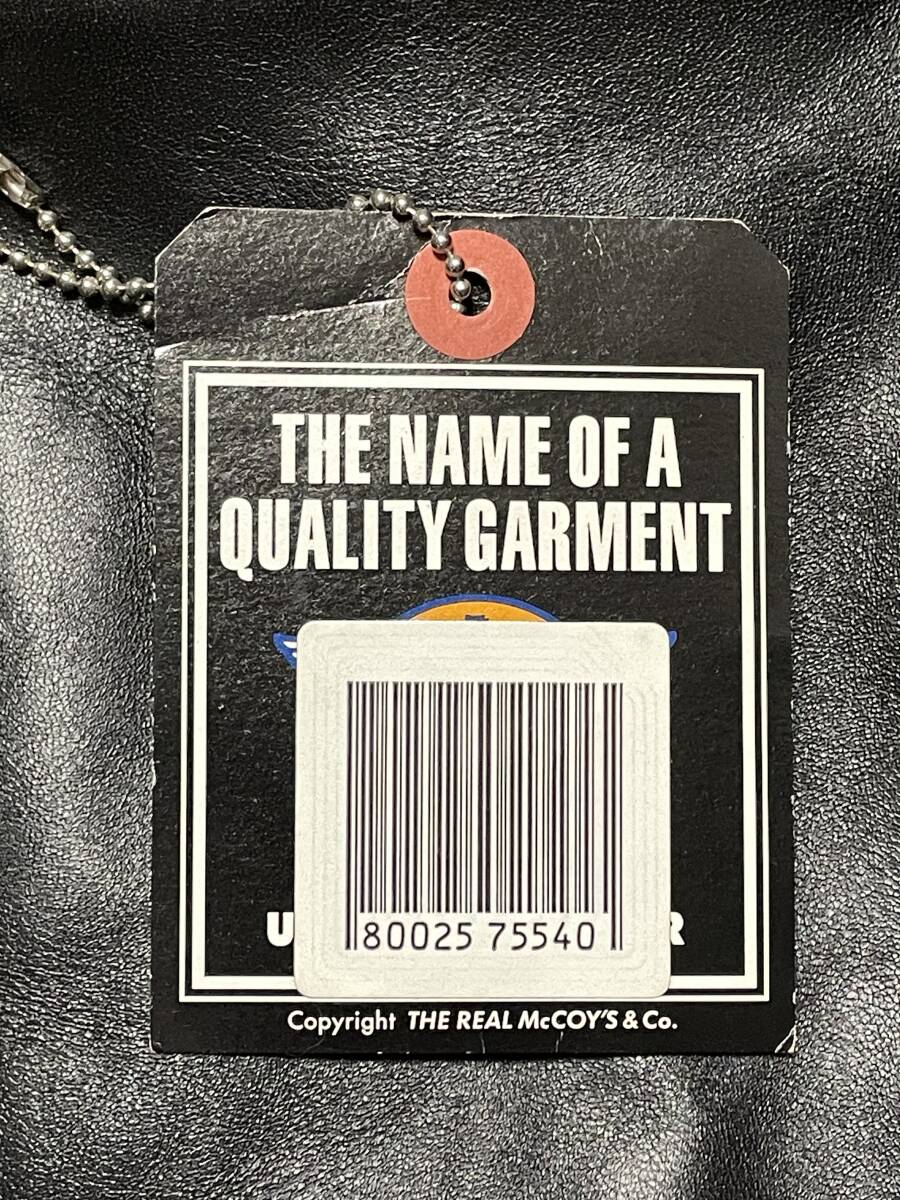 THE NAME OF A
QUALITY GARMENT
80025 75540
Copyright THE REAL McCOY'S & Co.